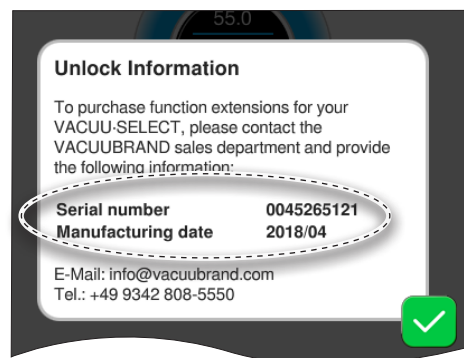 55.0
Unlock Information
To purchase function extensions for your
VACUU·SELECT, please contact the
VACUUBRAND sales department and provide
the following information:
Serial number 0045265121
Manufacturing date 2018/04
E-Mail: info@vacuubrand.com
Tel.: +49 9342 808-5550